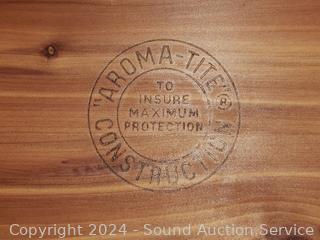 "AROMA-TITE"®
TO
INSURE
MAXIMUM
PROTECTION
CONSTRUCTION
Copyright 2024 - Sound Auction Service